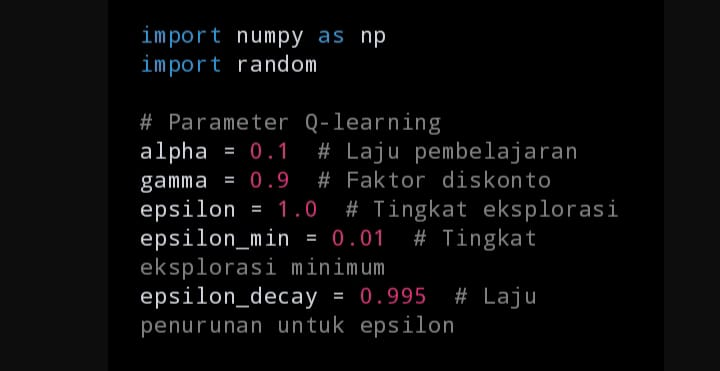 import numpy as np
import random
# Parameter Q-learning
alpha = 0.1  # Laju pembelajaran
gamma = 0.9  # Faktor diskonto
epsilon = 1.0  # Tingkat eksplorasi
epsilon_min = 0.01  # Tingkat
eksplorasi minimum
epsilon_decay = 0.995  # Laju
penurunan untuk epsilon